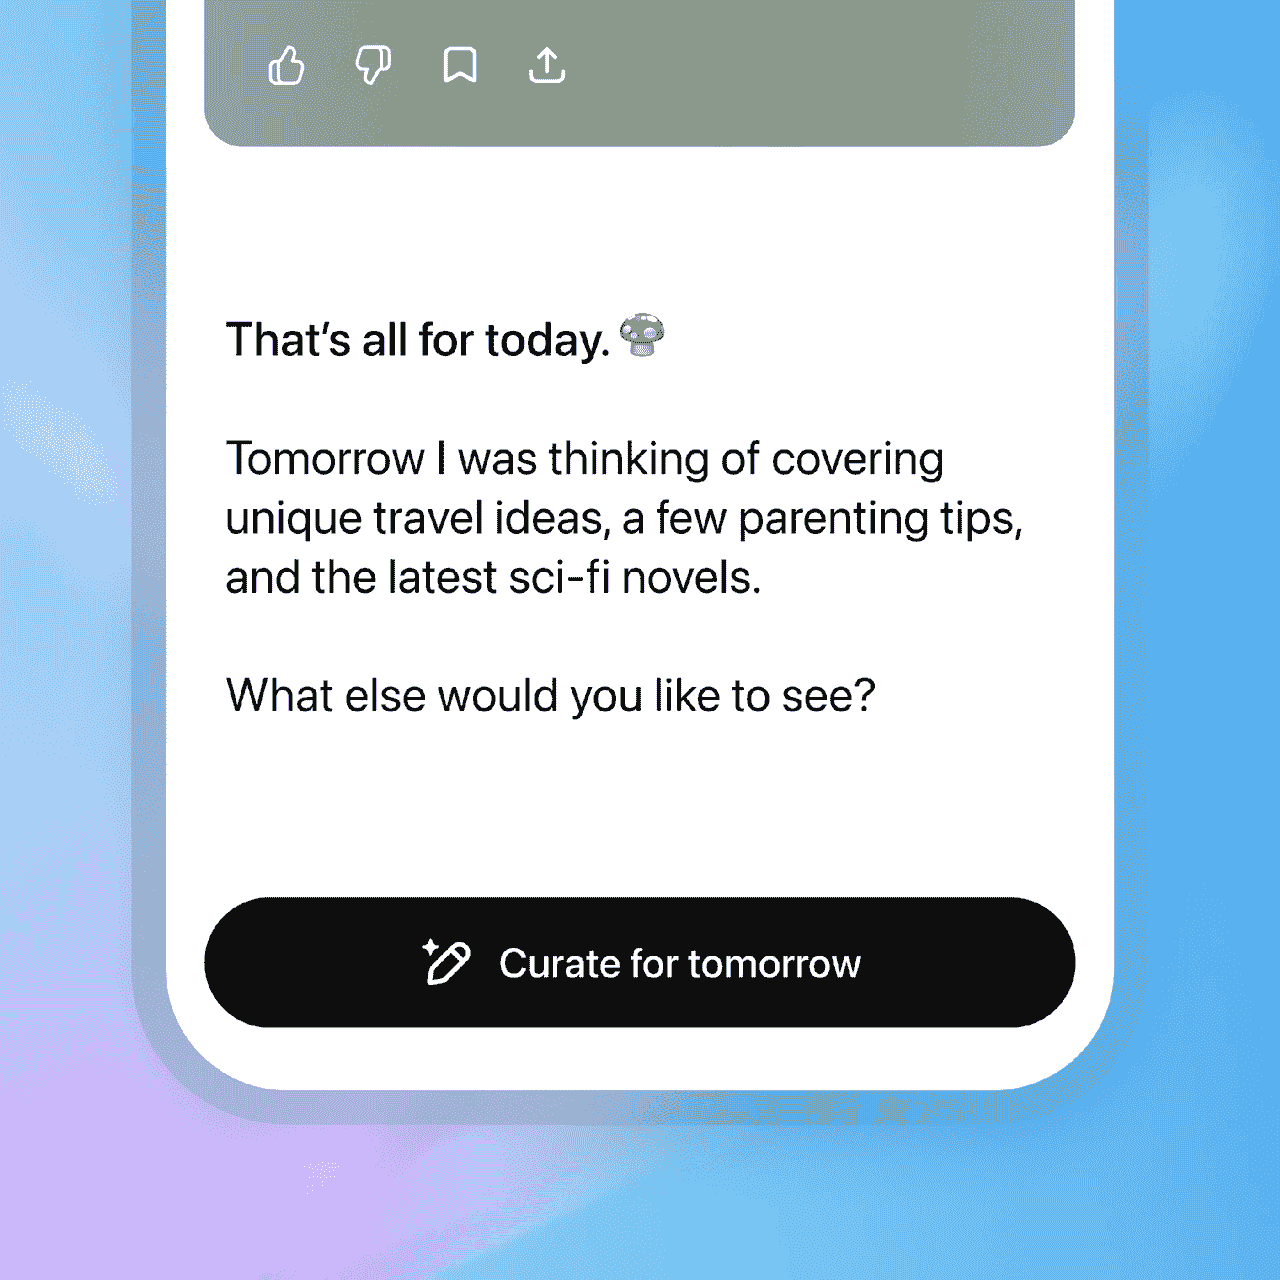 That’s all for today.
Tomorrow I was thinking of covering
unique travel ideas, a few parenting tips,
and the latest sci-fi novels.
What else would you like to see?
Curate for tomorrow